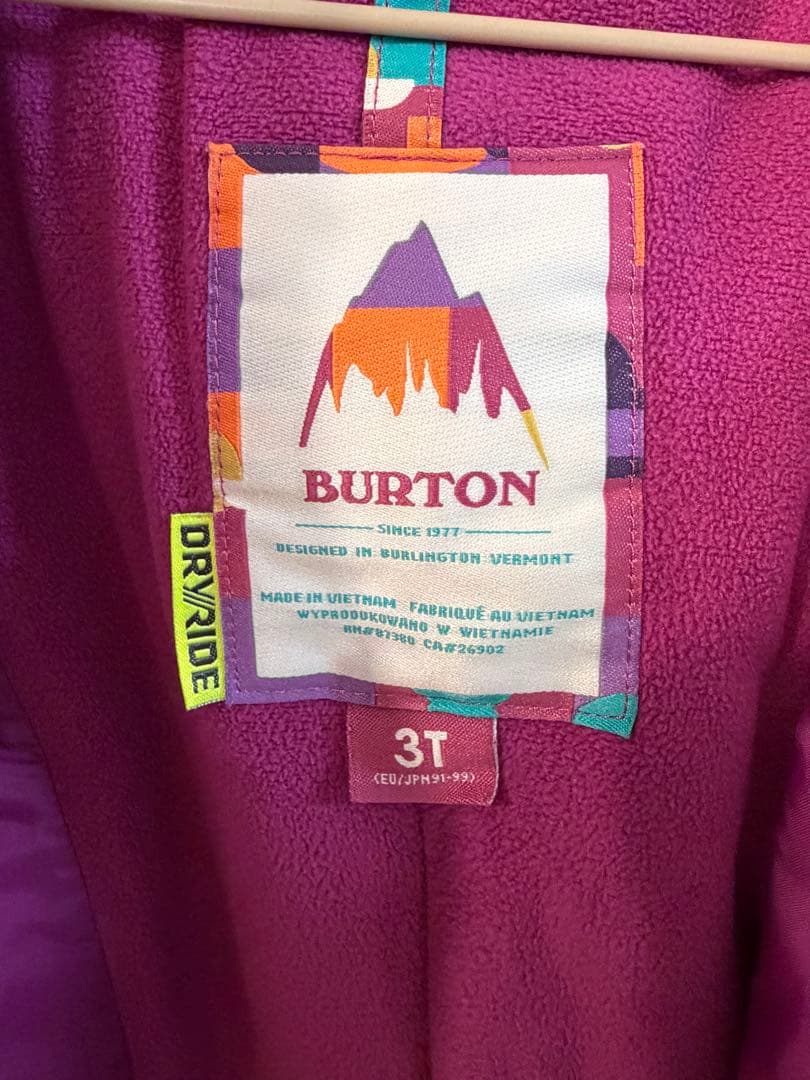 BURTON
SINCE 1977
DESIGNED IN BURLINGTON VERMONT
MADE IN VIETNAM FABRIQUÉ AU VIETNAM
WYPRODUKOWANO W WIETNAMIE
RN#87380 CA#26902
DRY//RIDE
3T
(EU/JPN91-99)